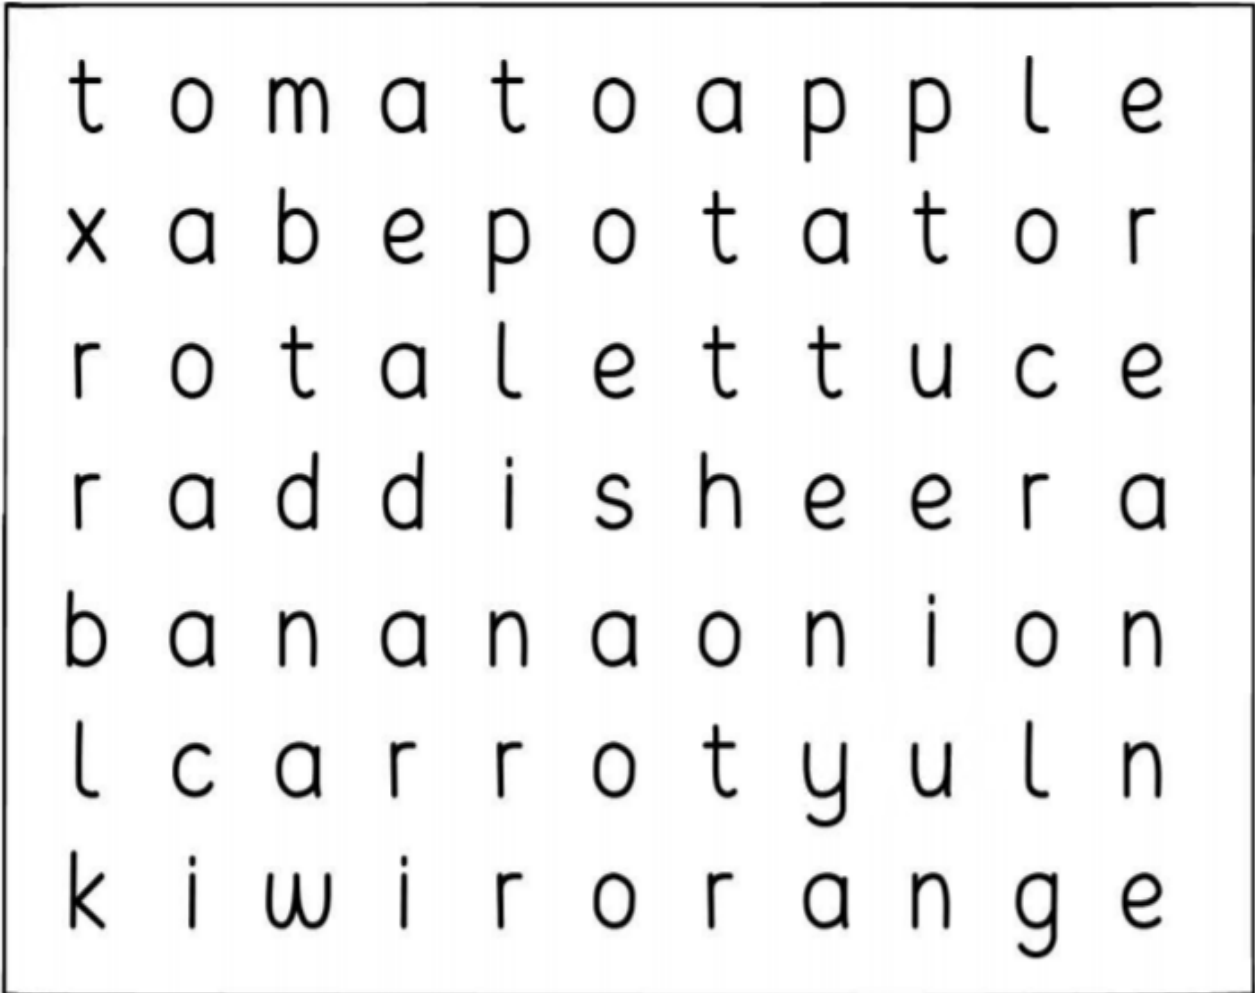 t o m a t o a p p l e
x a b e p o t a t o r
r o t a l e t t u c e
r a d d i s h e e r a
b a n a n a o n i o n
l c a r r o t y u l n
k i w i r o r a n g e